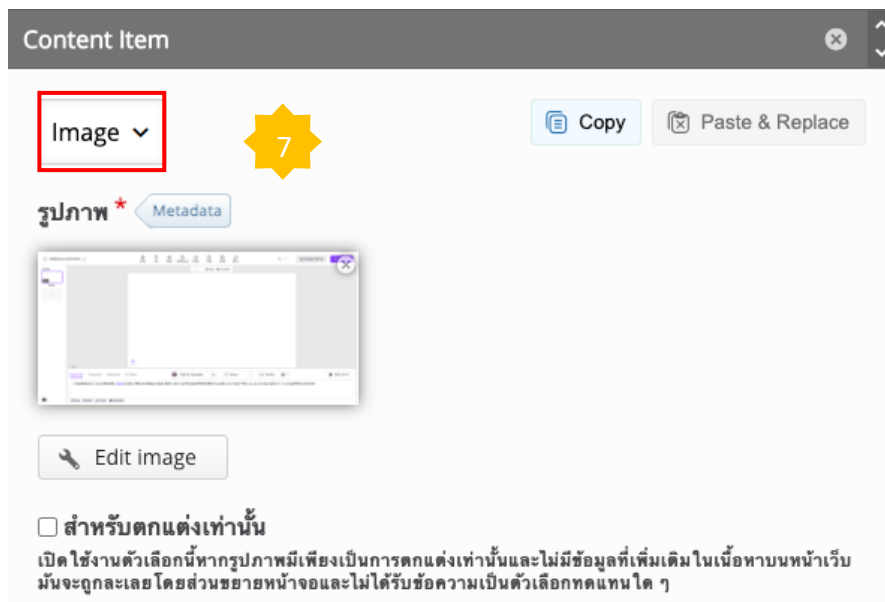 Content Item
Image
7
Copy
Paste & Replace
รูปภาพ * Metadata
Edit image
สำหรับตกแต่งเท่านั้น
เปิดใช้งานตัวเลือกนี้หากรูปภาพมีเพียงเป็นการตกแต่งเท่านั้นและไม่มีข้อมูลที่เพิ่มเติมในเนื้อหาบนหน้าเว็บ
มันจะถูกละเลยโดยส่วนขยายหน้าจอและไม่ได้รับข้อความเป็นตัวเลือกทดแทนใด ๆ